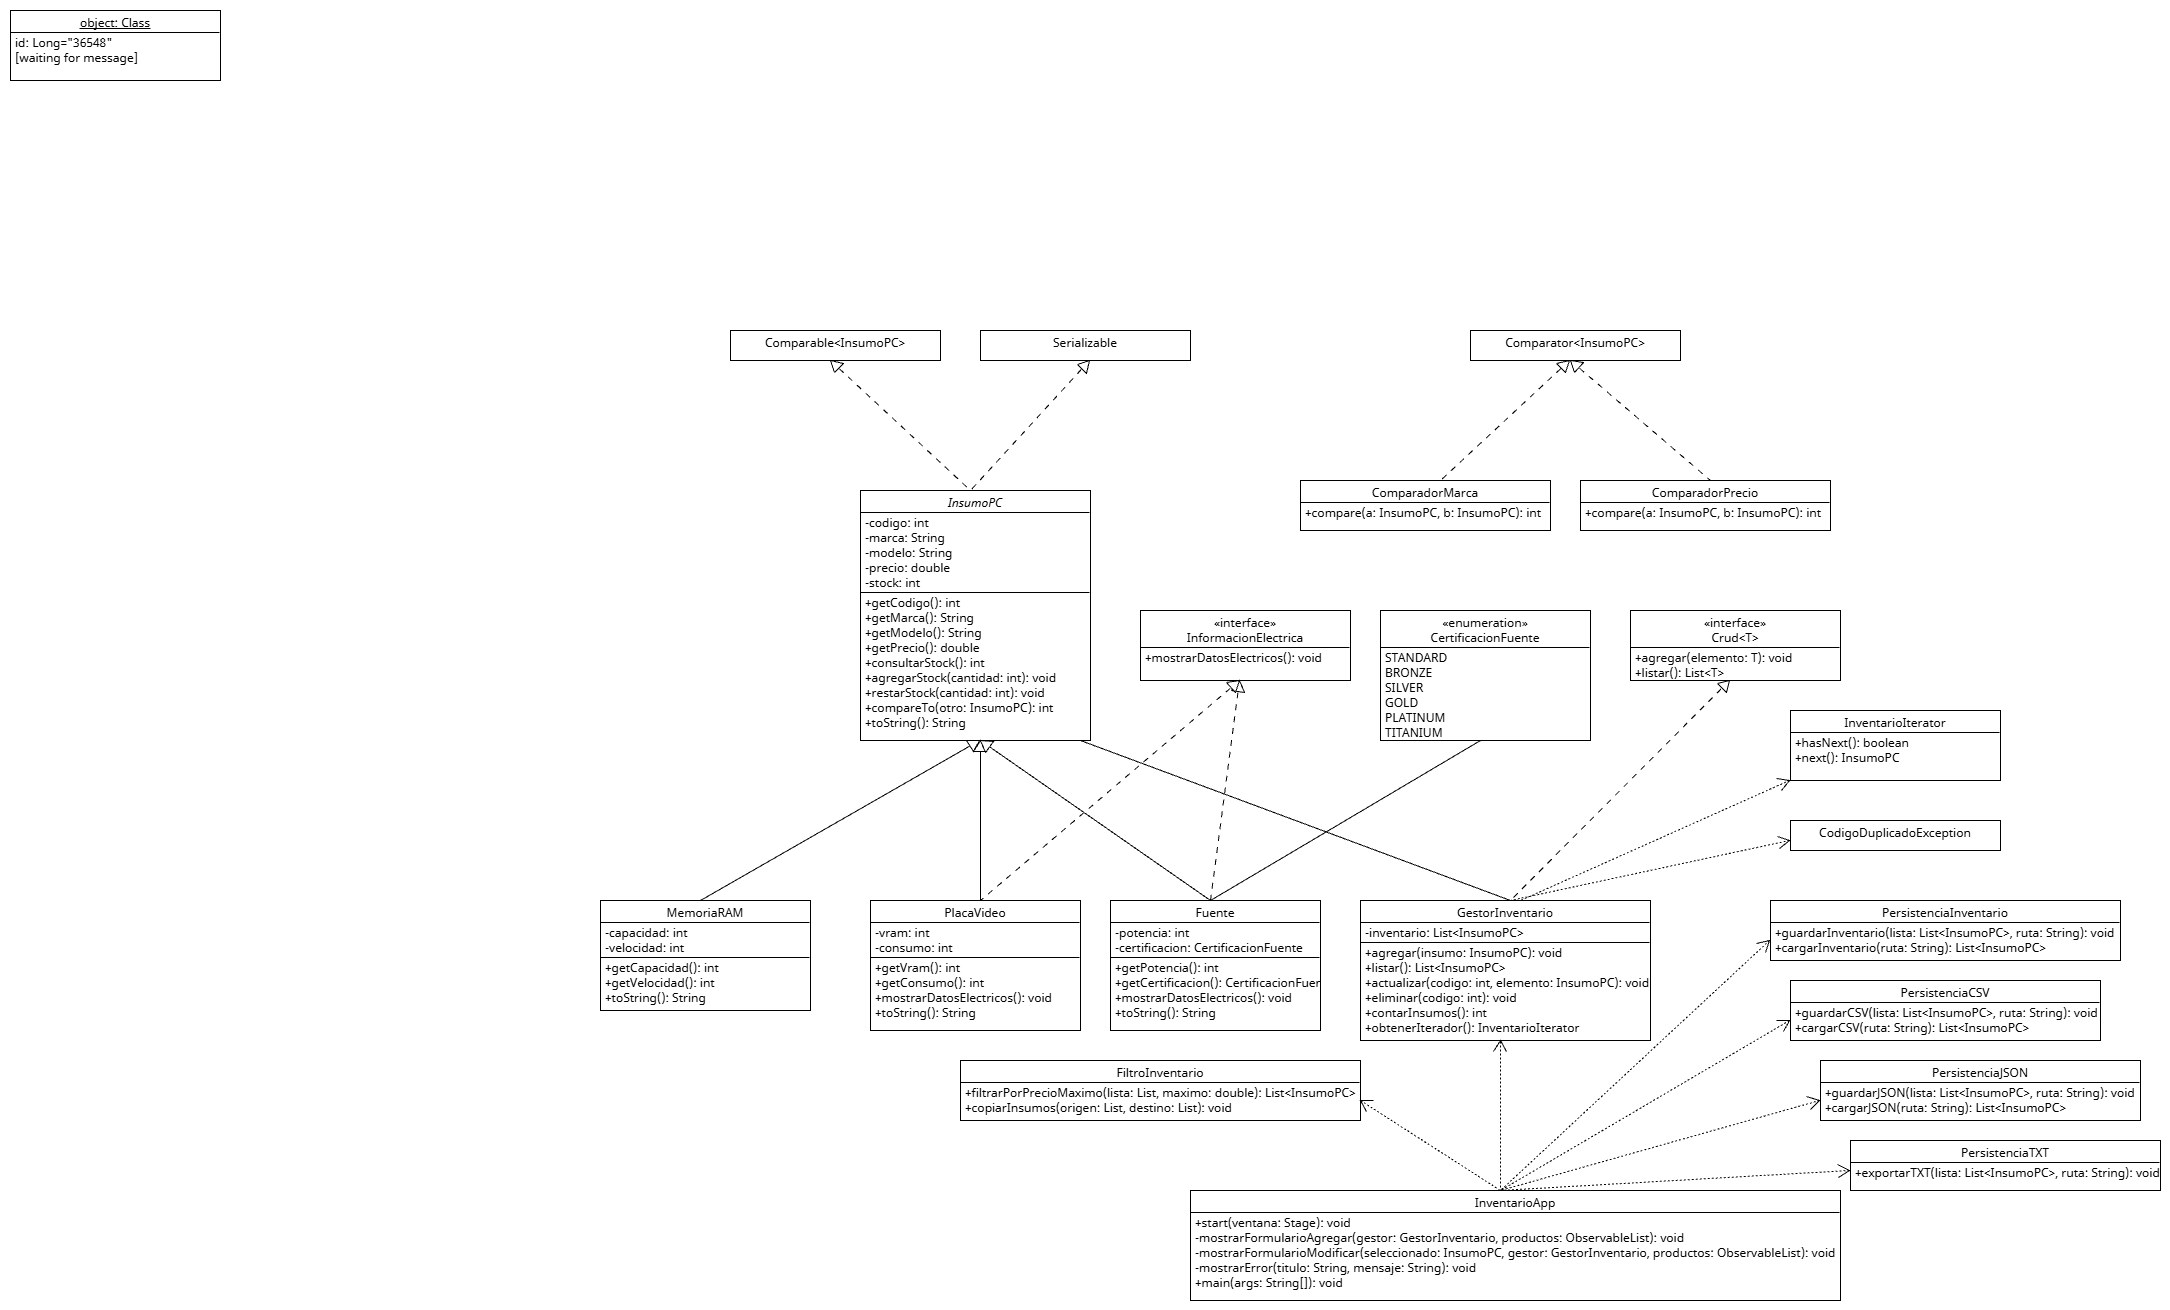 object: Class
id: Long="36548"
[waiting for message]
Comparable<InsumoPC>
Serializable
Comparator<InsumoPC>
InsumoPC
-codigo: int
-marca: String
-modelo: String
-precio: double
-stock: int
+getCodigo(): int
+getMarca(): String
+getModelo(): String
+getPrecio(): double
+consultarStock(): int
+agregarStock(cantidad: int): void
+restarStock(cantidad: int): void
+compareTo(otro: InsumoPC): int
+toString(): String
ComparadorMarca
+compare(a: InsumoPC, b: InsumoPC): int
ComparadorPrecio
+compare(a: InsumoPC, b: InsumoPC): int
«interface»
InformacionElectrica
+mostrarDatosElectricos(): void
«enumeration»
CertificacionFuente
STANDARD
BRONZE
SILVER
GOLD
PLATINUM
TITANIUM
«interface»
Crud<T>
+agregar(elemento: T): void
+listar(): List<T>
InventarioIterator
+hasNext(): boolean
+next(): InsumoPC
CodigoDuplicadoException
MemoriaRAM
-capacidad: int
-velocidad: int
+getCapacidad(): int
+getVelocidad(): int
+toString(): String
PlacaVideo
-vram: int
-consumo: int
+getVram(): int
+getConsumo(): int
+mostrarDatosElectricos(): void
+toString(): String
Fuente
-potencia: int
-certificacion: CertificacionFuente
+getPotencia(): int
+getCertificacion(): CertificacionFuer
+mostrarDatosElectricos(): void
+toString(): String
GestorInventario
-inventario: List<InsumoPC>
+agregar(insumo: InsumoPC): void
+listar(): List<InsumoPC>
+actualizar(codigo: int, elemento: InsumoPC): void
+eliminar(codigo: int): void
+contarInsumos(): int
+obtenerIterador(): InventarioIterator
PersistenciaInventario
+guardarInventario(lista: List<InsumoPC>, ruta: String): void
+cargarInventario(ruta: String): List<InsumoPC>
PersistenciaCSV
+guardarCSV(lista: List<InsumoPC>, ruta: String): void
+cargarCSV(ruta: String): List<InsumoPC>
FiltroInventario
+filtrarPorPrecioMaximo(lista: List, maximo: double): List<InsumoPC>
+copiarInsumos(origen: List, destino: List): void
PersistenciaJSON
+guardarJSON(lista: List<InsumoPC>, ruta: String): void
+cargarJSON(ruta: String): List<InsumoPC>
PersistenciaTXT
+exportarTXT(lista: List<InsumoPC>, ruta: String): void
InventarioApp
+start(ventana: Stage): void
-mostrarFormularioAgregar(gestor: GestorInventario, productos: ObservableList): void
-mostrarFormularioModificar(seleccionado: InsumoPC, gestor: GestorInventario, productos: ObservableList): void
-mostrarError(titulo: String, mensaje: String): void
+main(args: String[]): void